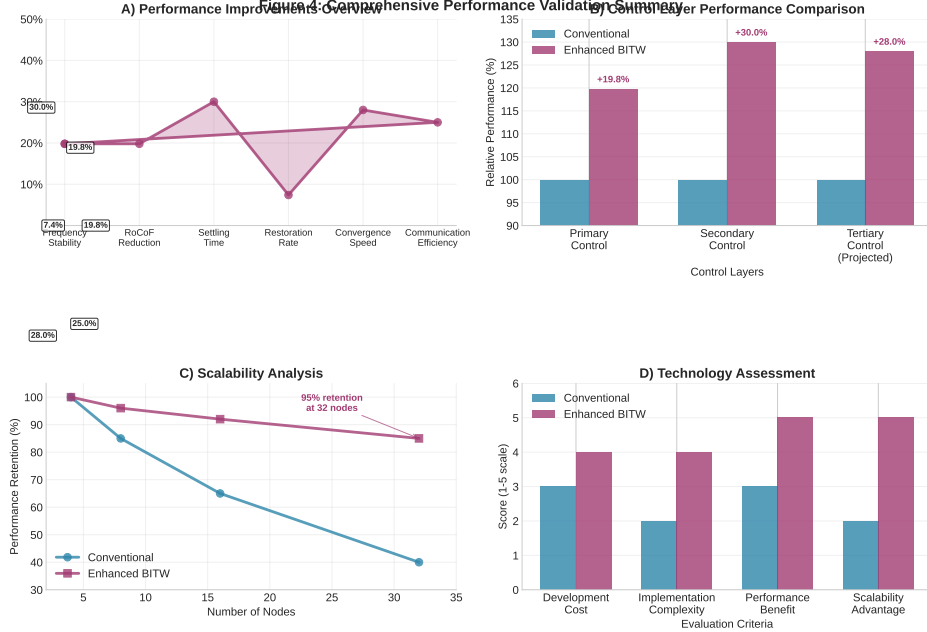 Figure 4: Comprehensive Performance Validation Summary
A) Performance Improvements Overview
50%
40%
30%
20%
10%
30.0%
19.8%
7.4%
19.8%
28.0%
25.0%
Frequency
Stability
RoCoF
Reduction
Settling
Time
Restoration
Rate
Convergence
Speed
Communication
Efficiency
B) Control Layer Performance Comparison
Relative Performance (%)
135
130
125
120
115
110
105
100
95
90
Conventional
Enhanced BITW
+19.8%
+30.0%
+28.0%
Primary
Control
Secondary
Control
Tertiary
Control
(Projected)
Control Layers
C) Scalability Analysis
Performance Retention (%)
100
90
80
70
60
50
40
30
95% retention
at 32 nodes
Conventional
Enhanced BITW
5
10
15
20
25
30
35
Number of Nodes
D) Technology Assessment
Score (1-5 scale)
6
5
4
3
2
1
0
Conventional
Enhanced BITW
Development
Cost
Implementation
Complexity
Performance
Benefit
Scalability
Advantage
Evaluation Criteria